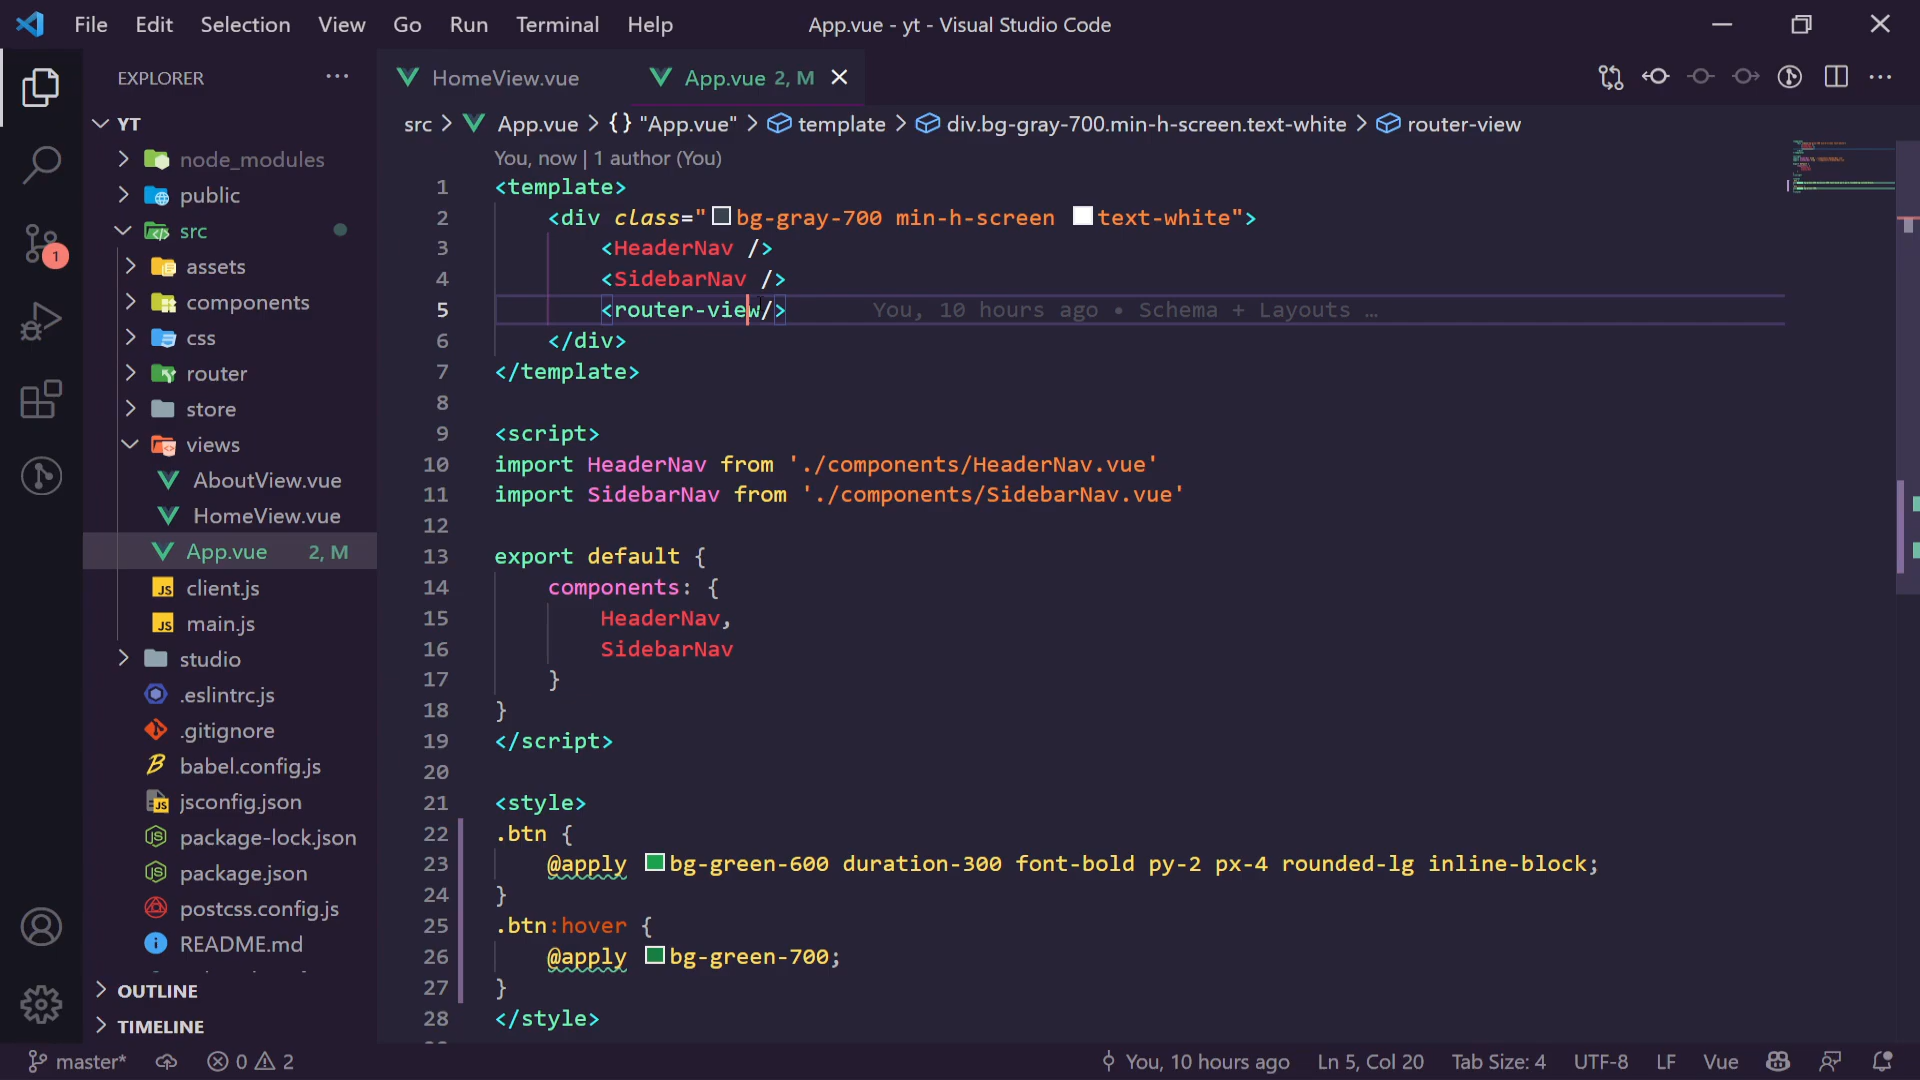 File Edit Selection View Go Run Terminal Help App.vue - yt - Visual Studio Code
EXPLORER
YT
node_modules
public
src
assets
components
css
router
store
views
AboutView.vue
HomeView.vue
App.vue 2, M
client.js
main.js
studio
.eslintrc.js
.gitignore
babel.config.js
jsconfig.json
package-lock.json
package.json
postcss.config.js
README.md
OUTLINE
TIMELINE
1
HomeView.vue App.vue 2, M
src > App.vue > {} "App.vue" > template > div.bg-gray-700.min-h-screen.text-white > router-view
You, now | 1 author (You)
1 <template>
2 <div class="bg-gray-700 min-h-screen text-white">
3 <HeaderNav />
4 <SidebarNav />
5 <router-view/> You, 10 hours ago • Schema + Layouts …
6 </div>
7 </template>
8
9 <script>
10 import HeaderNav from './components/HeaderNav.vue'
11 import SidebarNav from './components/SidebarNav.vue'
12
13 export default {
14 components: {
15 HeaderNav,
16 SidebarNav
17 }
18 }
19 </script>
20
21 <style>
22 .btn {
23 @apply bg-green-600 duration-300 font-bold py-2 px-4 rounded-lg inline-block;
24 }
25 .btn:hover {
26 @apply bg-green-700;
27 }
28 </style>
master* 0 2 You, 10 hours ago Ln 5, Col 20 Tab Size: 4 UTF-8 LF Vue